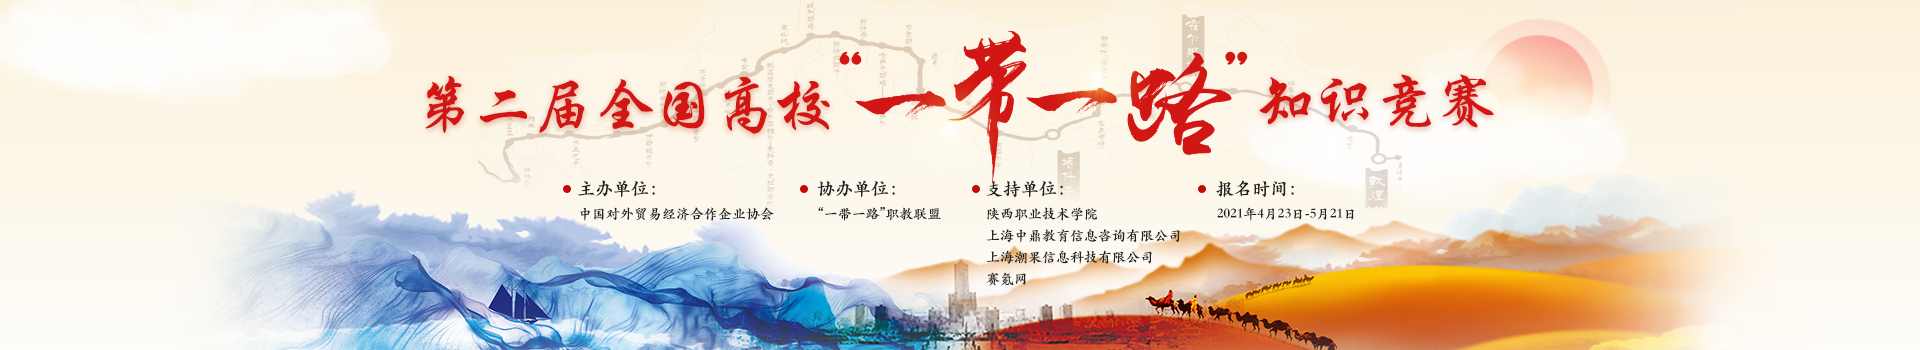 第二届全国高校“一带一路”知识竞赛
主办单位：
中国对外贸易经济合作企业协会
协办单位：
“一带一路”职教联盟
支持单位：
陕西职业技术学院
上海中鼎教育信息咨询有限公司
上海潮果信息科技有限公司
赛氪网
报名时间：
2021年4月23日-5月21日
敦煌